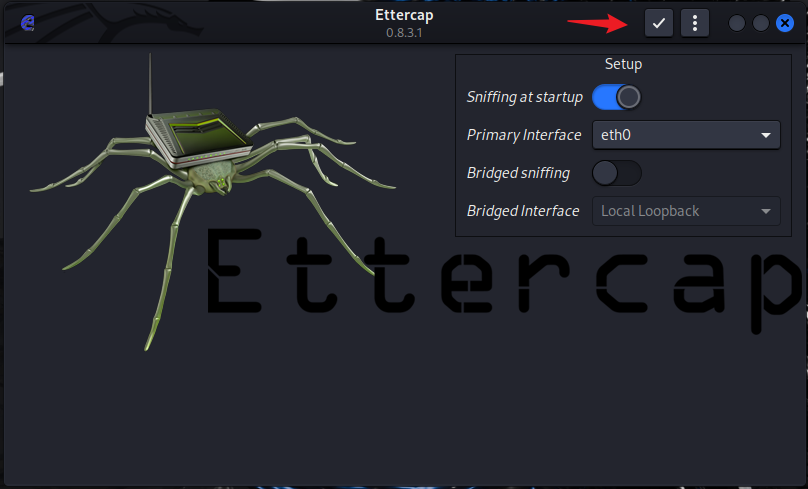 Ettercap
0.8.3.1
Setup
Sniffing at startup
Primary Interface eth0
Bridged sniffing
Bridged Interface Local Loopback
Ettercap